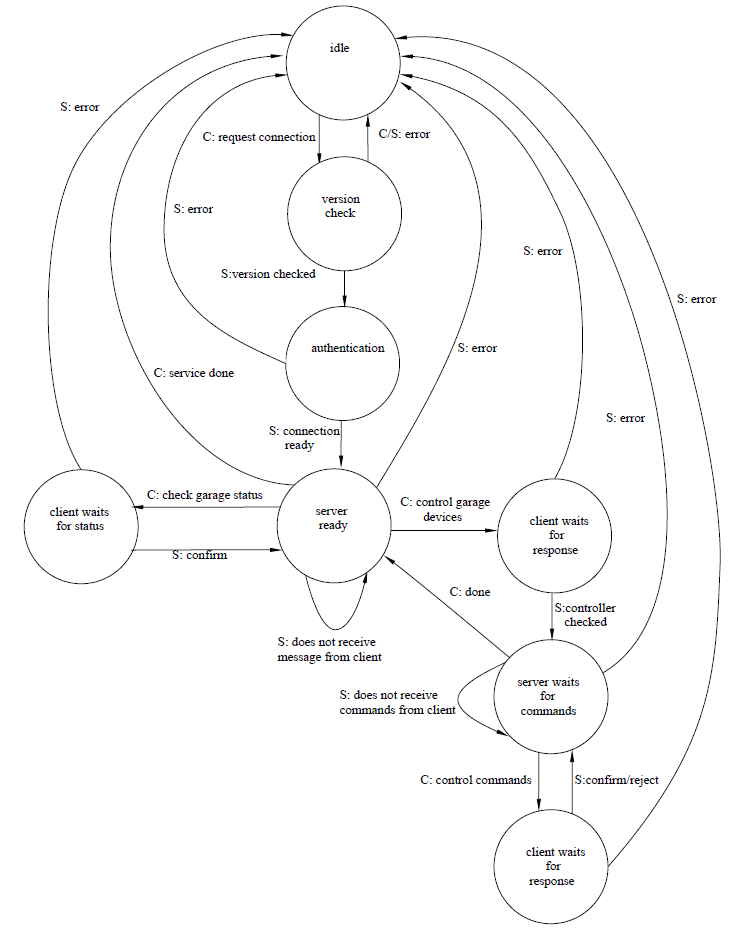 idle
S: error
C: request connection
C/S: error
version
check
S: error
S: error
S: error
S:version checked
authentication
S: error
C: service done
S: error
S: connection
ready
C: check garage status
server
ready
C: control garage
devices
client waits
for status
client waits
for
response
S: confirm
C: done
S:controller
checked
S: does not receive
message from client
server waits
for
commands
S: does not receive
commands from client
C: control commands
S:confirm/reject
client waits
for
response